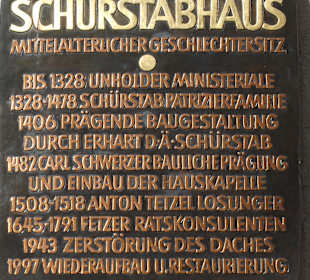 SCHÜRSTABHAUS
MITTELALTERLICHER GESCHLECHTERSITZ
BIS 1328 UNHOLDER MINISTERIALE
1328-1478 SCHÜRSTAB PATRIZIERFAMILIE
1406 PRÄGENDE BAUGESTALTUNG
DURCH ERHART D·Ä·SCHÜRSTAB
1482 CARL SCHWERZER BAULICHE PRÄGUNG
UND EINBAU DER HAUSKAPELLE
1508-1518 ANTON TETZEL LOSUNGER
1645-1791 FETZER RATSKONSULENTEN
1943 ZERSTÖRUNG DES DACHES
1997 WIEDERAUFBAU U. RESTAURIERUNG